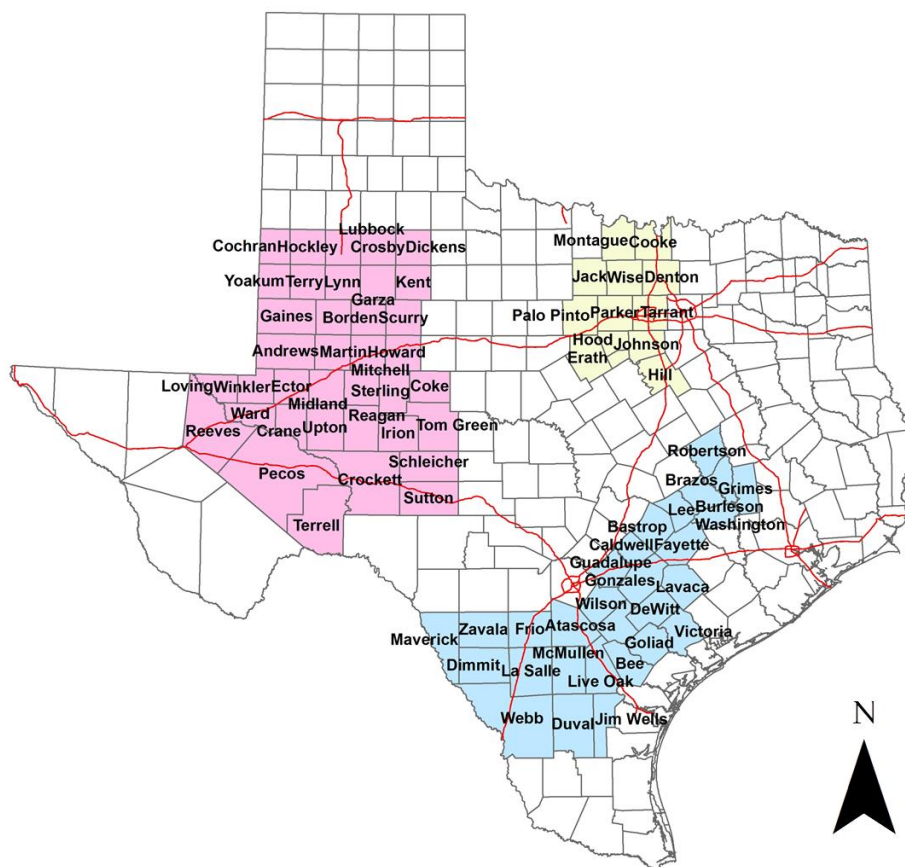 Lubbock
Cochran Hockley Crosby Dickens
Montague Cooke
Yoakum Terry Lynn Kent
Jack Wise Denton
Garza
Gaines Borden Scurry
Palo Pinto Parker Tarrant
Hood Johnson
Andrews Martin Howard
Erath
Mitchell
Hill
Loving Winkler Ector Sterling Coke
Midland
Ward Reagan
Reeves Crane Upton Irion Tom Green
Robertson
Schleicher
Pecos Crockett
Brazos Grimes
Sutton
Lee Burleson
Terrell Bastrop Washington
Caldwell Fayette
Guadalupe
Gonzales Lavaca
Wilson DeWitt
Maverick Zavala Frio Atascosa Victoria
Goliad
McMullen
Dimmit La Salle Bee
Live Oak
Webb Duval Jim Wells
N